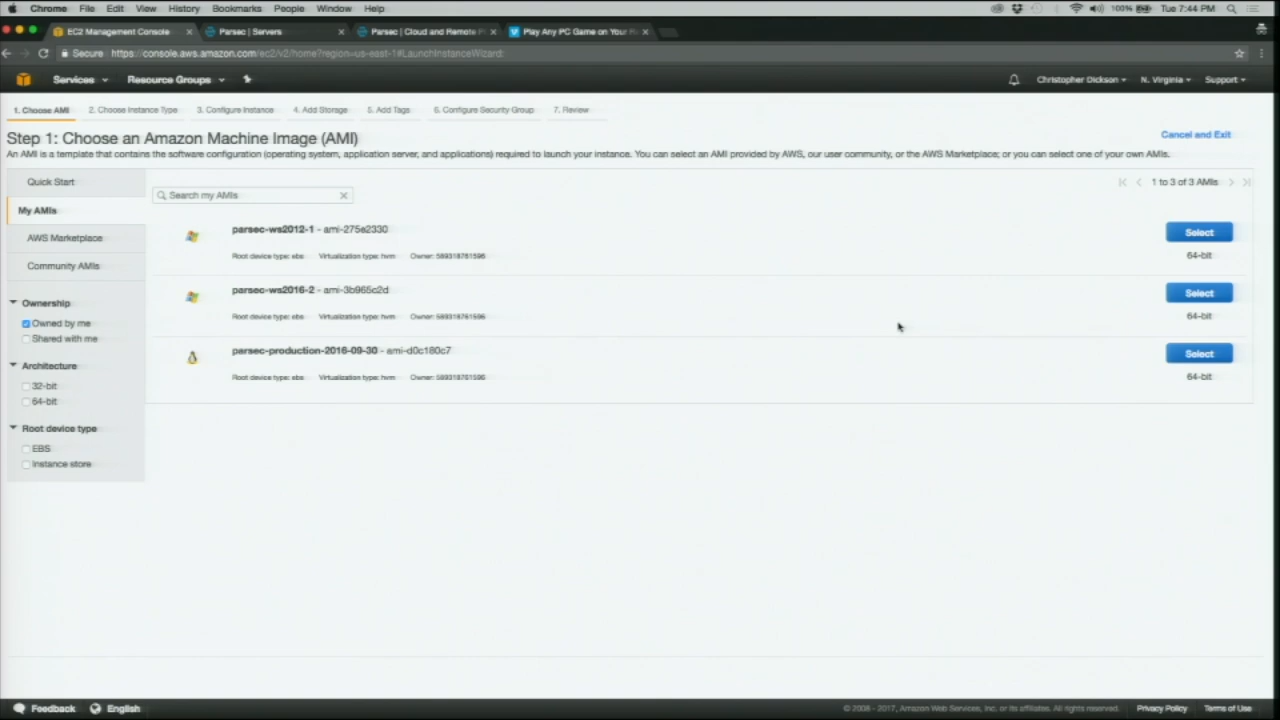 Chrome File Edit View History Bookmarks People Window Help 100% Tue 7:44 PM
EC2 Management Console Parsec | Servers Parsec | Cloud and Remote Play Any PC Game on Your
Secure https://console.aws.amazon.com/ec2/v2/home?region=us-east-1#LaunchInstanceWizard:
Services Resource Groups Christopher Dickson N. Virginia Support
1. Choose AMI 2. Choose Instance Type 3. Configure Instance 4. Add Storage 5. Add Tags 6. Configure Security Group 7. Review
Step 1: Choose an Amazon Machine Image (AMI)
Cancel and Exit
An AMI is a template that contains the software configuration (operating system, application server, and applications) required to launch your instance. You can select an AMI provided by AWS, our user community, or the AWS Marketplace; or you can select one of your own AMIs.
Quick Start
My AMIs
AWS Marketplace
Community AMIs
Ownership
Owned by me
Shared with me
Architecture
32-bit
64-bit
Root device type
EBS
Instance store
Search my AMIs
1 to 3 of 3 AMIs
parsec-ws2012-1 - ami-275e2330
Select
Root device type: ebs Virtualization type: hvm Owner: 589318761596
64-bit
parsec-ws2016-2 - ami-3b965c2d
Select
Root device type: ebs Virtualization type: hvm Owner: 589318761596
64-bit
parsec-production-2016-09-30 - ami-d0c180c7
Select
Root device type: ebs Virtualization type: hvm Owner: 589318761596
64-bit
Feedback English
© 2008 - 2017, Amazon Web Services, Inc. or its affiliates. All rights reserved. Privacy Policy Terms of Use